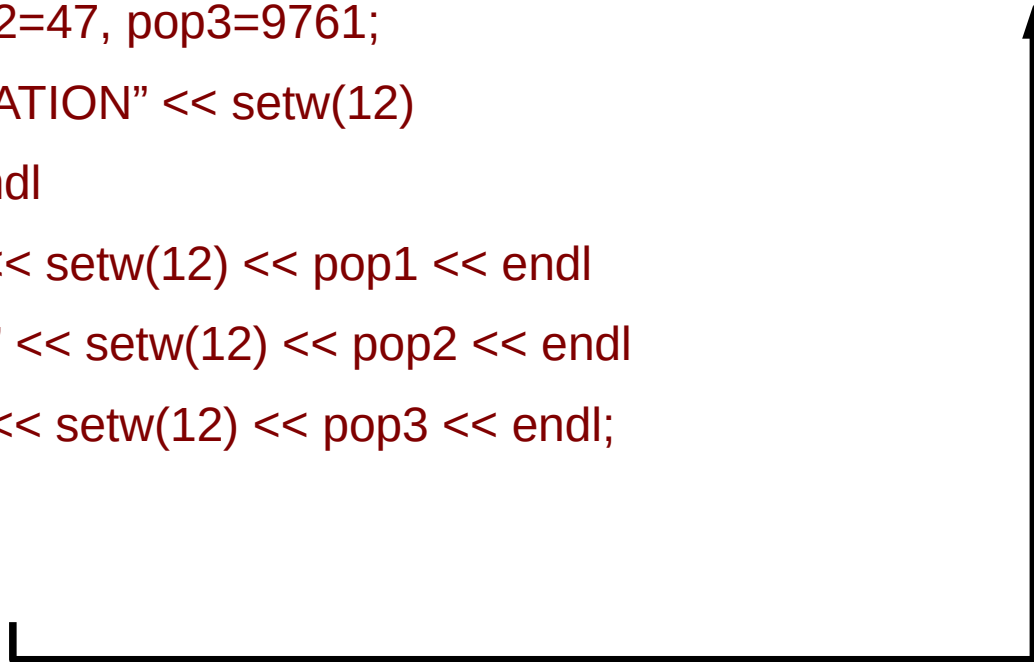 2=47, pop3=9761;
ATION” << setw(12)
ndl
<< setw(12) << pop1 << endl
” << setw(12) << pop2 << endl
<< setw(12) << pop3 << endl;